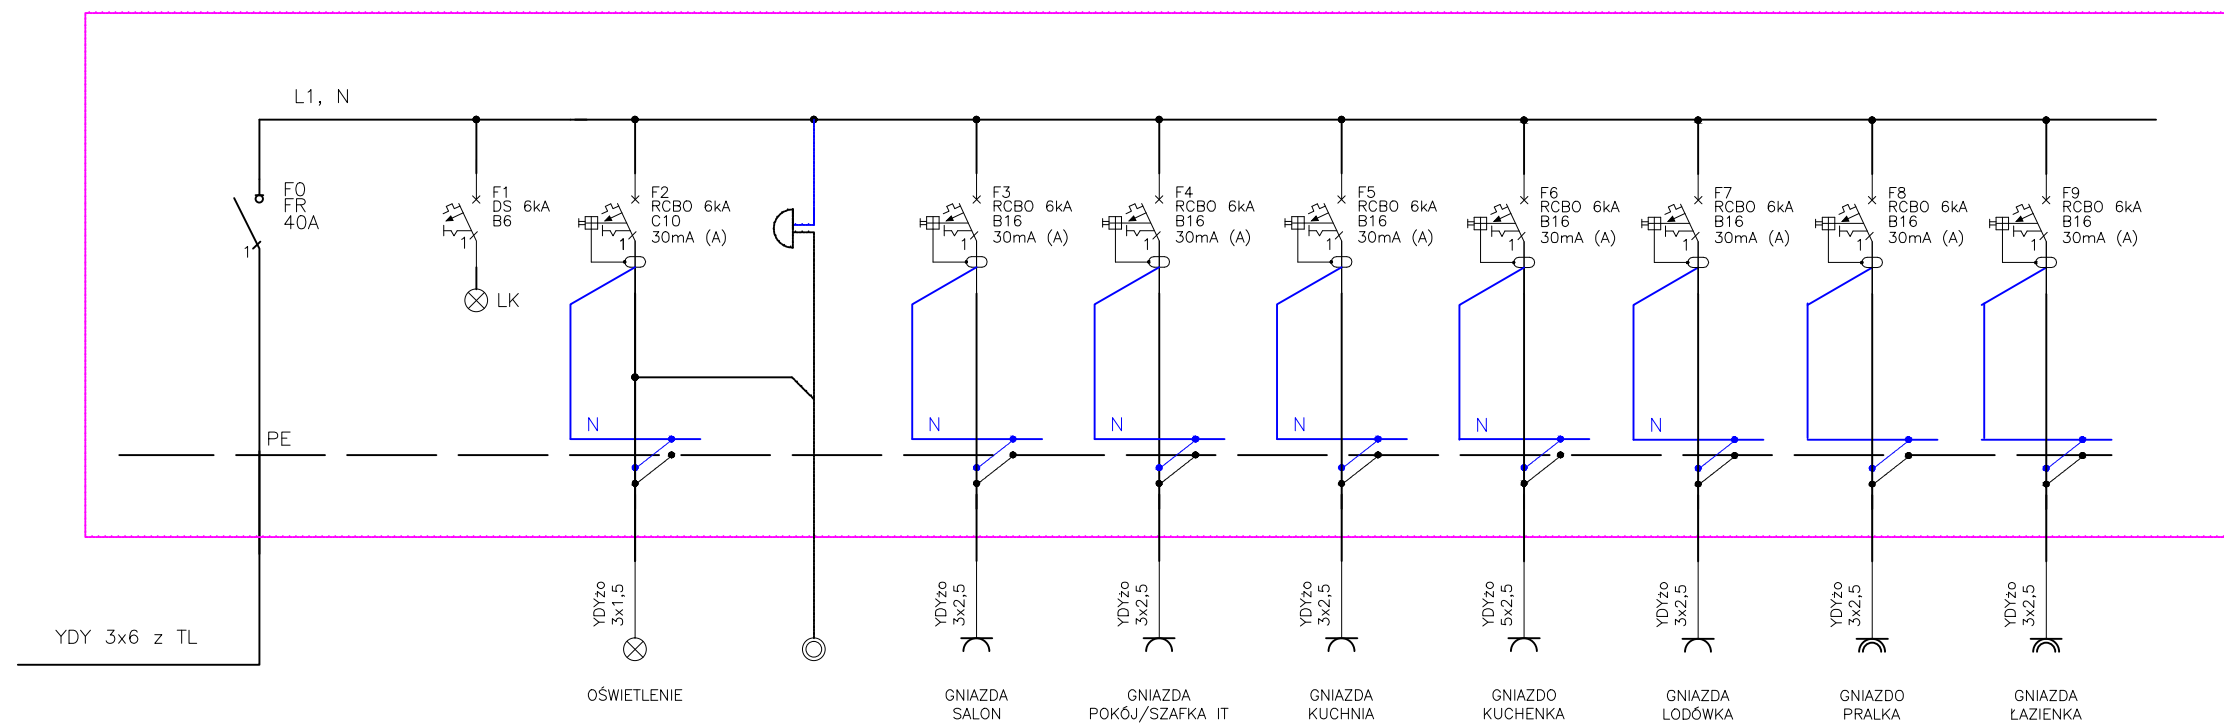 L1, N
F0
FR
40A
1
F1
DS 6kA
B6
1
LK
F2
RCBO 6kA
C10
30mA (A)
1
F3
RCBO 6kA
B16
30mA (A)
1
F4
RCBO 6kA
B16
30mA (A)
1
F5
RCBO 6kA
B16
30mA (A)
1
F6
RCBO 6kA
B16
30mA (A)
1
F7
RCBO 6kA
B16
30mA (A)
1
F8
RCBO 6kA
B16
30mA (A)
1
F9
RCBO 6kA
B16
30mA (A)
1
N
N
N
N
N
N
PE
YDY 3x6 z TL
YDYżo
3x1,5
YDYżo
3x2,5
YDYżo
3x2,5
YDYżo
3x2,5
YDYżo
5x2,5
YDYżo
3x2,5
YDYżo
3x2,5
YDYżo
3x2,5
OŚWIETLENIE
GNIAZDA
SALON
GNIAZDA
POKÓJ/SZAFKA IT
GNIAZDA
KUCHNIA
GNIAZDO
KUCHENKA
GNIAZDA
LODÓWKA
GNIAZDO
PRALKA
GNIAZDA
ŁAZIENKA